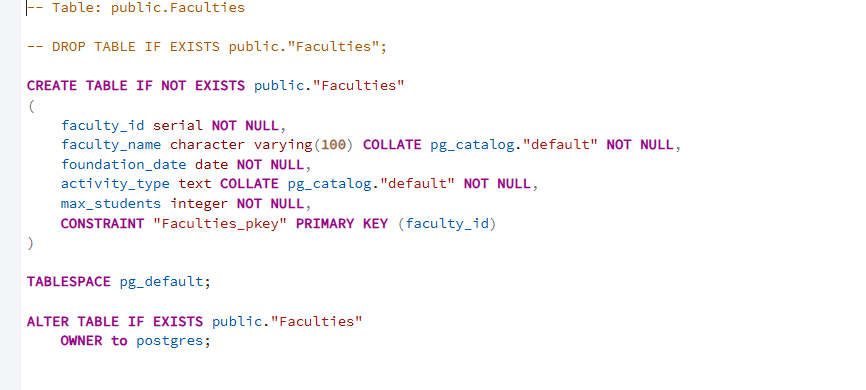 -- Table: public.Faculties
-- DROP TABLE IF EXISTS public."Faculties";
CREATE TABLE IF NOT EXISTS public."Faculties"
(
    faculty_id serial NOT NULL,
    faculty_name character varying(100) COLLATE pg_catalog."default" NOT NULL,
    foundation_date date NOT NULL,
    activity_type text COLLATE pg_catalog."default" NOT NULL,
    max_students integer NOT NULL,
    CONSTRAINT "Faculties_pkey" PRIMARY KEY (faculty_id)
)
TABLESPACE pg_default;
ALTER TABLE IF EXISTS public."Faculties"
    OWNER to postgres;